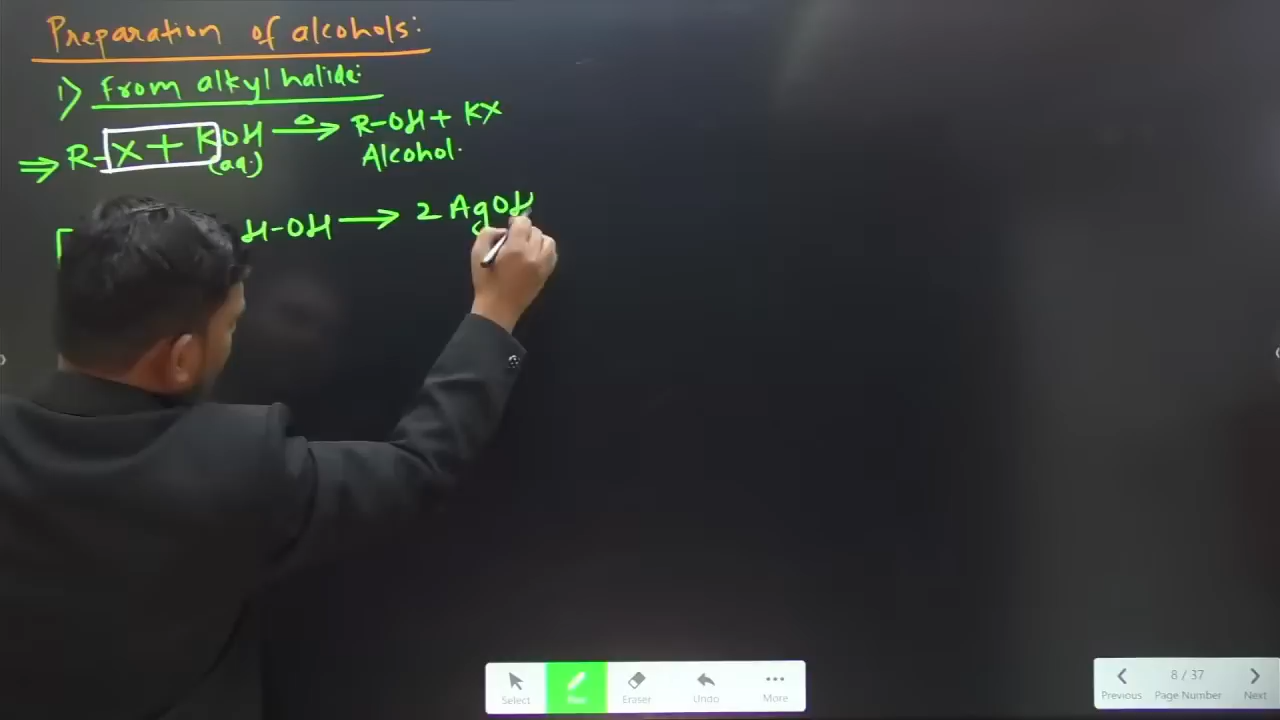 Preparation of alcohols:
1) From alkyl halide:
⇒ R-X + KOH —Δ→ R-OH + KX
(aq.) Alcohol.
[ H-OH → 2 AgOH
Select Eraser Undo More
Previous 8 / 37 Page Number Next